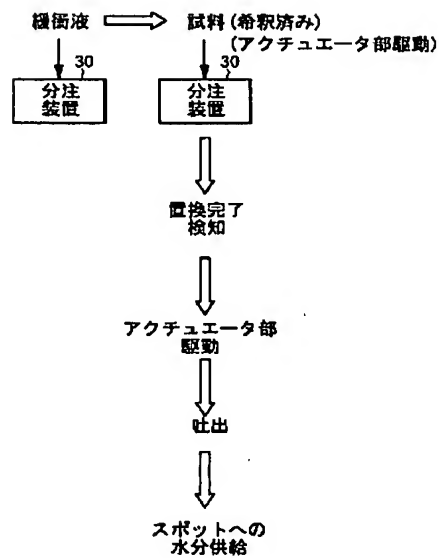 緩衝液
試料(希釈済み)
(アクチュエータ部駆動)
30
30
分注
装置
分注
装置
置換完了
検知
アクチュエータ部
駆動
吐出
スポットへの
水分供給